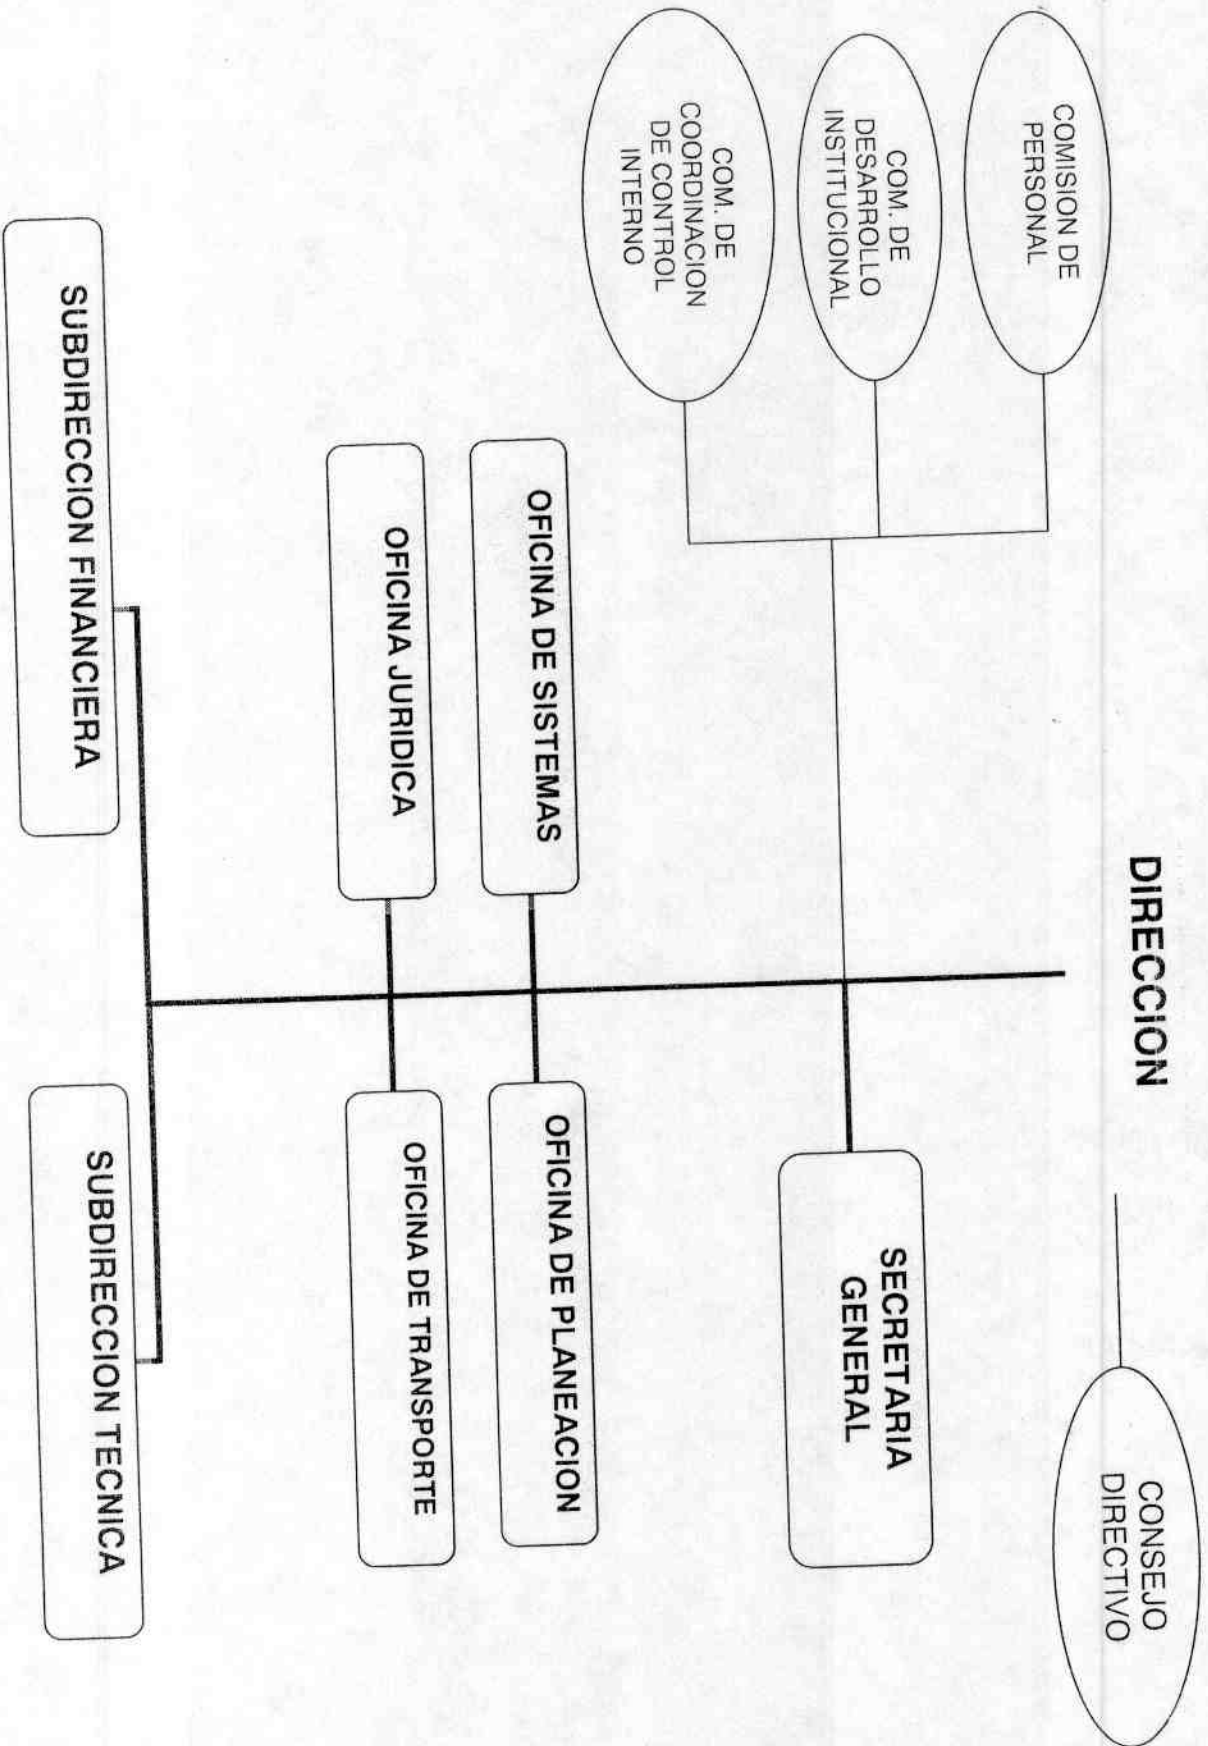 DIRECCION
CONSEJO
DIRECTIVO
COMISION DE
PERSONAL
COM. DE
DESARROLLO
INSTITUCIONAL
COM. DE
COORDINACION
DE CONTROL
INTERNO
SECRETARIA
GENERAL
OFICINA DE SISTEMAS
OFICINA DE PLANEACION
OFICINA JURIDICA
OFICINA DE TRANSPORTE
SUBDIRECCION FINANCIERA
SUBDIRECCION TECNICA